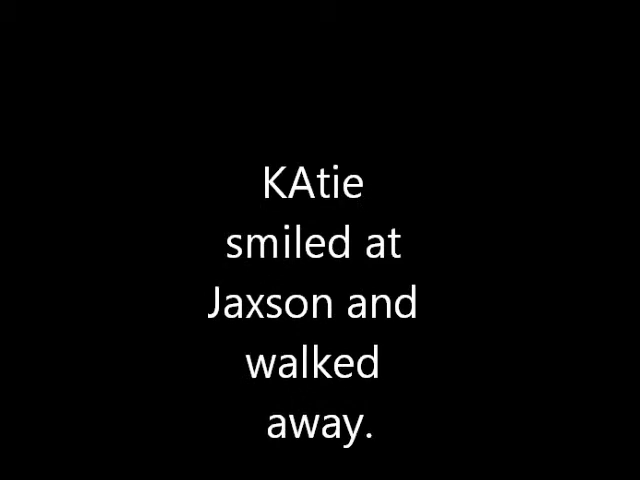 KAtie
smiled at
Jaxson and
walked
away.